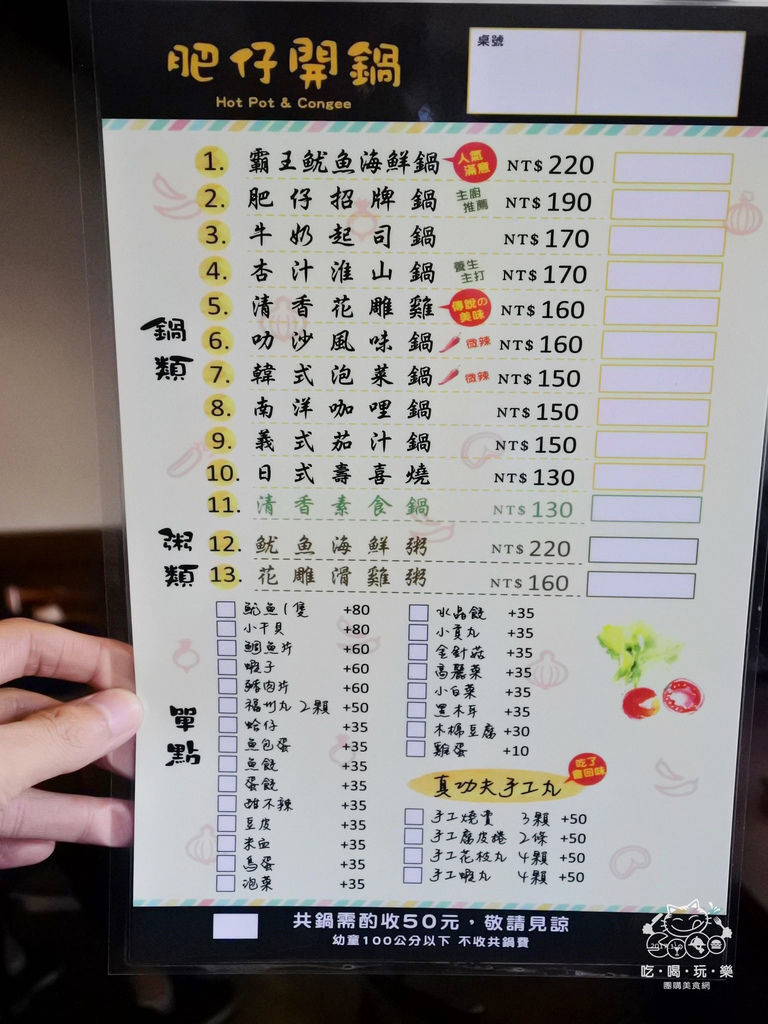 肥仔開鍋
Hot Pot & Congee
桌號
鍋類
1. 霸王魷魚海鮮鍋 人氣滿意 NT$ 220
2. 肥仔招牌鍋 主廚推薦 NT$ 190
3. 牛奶起司鍋 NT$ 170
4. 杏汁淮山鍋 養生主打 NT$ 170
5. 清香花雕雞 傳說の美味 NT$ 160
6. 叻沙風味鍋 微辣 NT$ 160
7. 韓式泡菜鍋 微辣 NT$ 150
8. 南洋咖哩鍋 NT$ 150
9. 義式茄汁鍋 NT$ 150
10. 日式壽喜燒 NT$ 130
11. 清香素食鍋 NT$ 130
粥類
12. 魷魚海鮮粥 NT$ 220
13. 花雕滑雞粥 NT$ 160
單點
魷魚1隻 +80
小干貝 +80
鯛魚片 +60
蝦子 +60
豬肉片 +60
福州丸 2顆 +50
蛤仔 +35
魚包蛋 +35
魚餃 +35
蛋餃 +35
甜不辣 +35
豆皮 +35
米血 +35
鳥蛋 +35
泡菜 +35
水晶餃 +35
小貢丸 +35
金針菇 +35
高麗菜 +35
小白菜 +35
黑木耳 +35
木棉豆腐 +30
雞蛋 +10
真功夫手工丸
吃了會回味
手工燒賣 3顆 +50
手工腐皮捲 2條 +50
手工花枝丸 4顆 +50
手工蝦丸 4顆 +50
共鍋需酌收50元，敬請見諒
幼童100公分以下 不收共鍋費
吃・喝・玩・樂
團購美食網